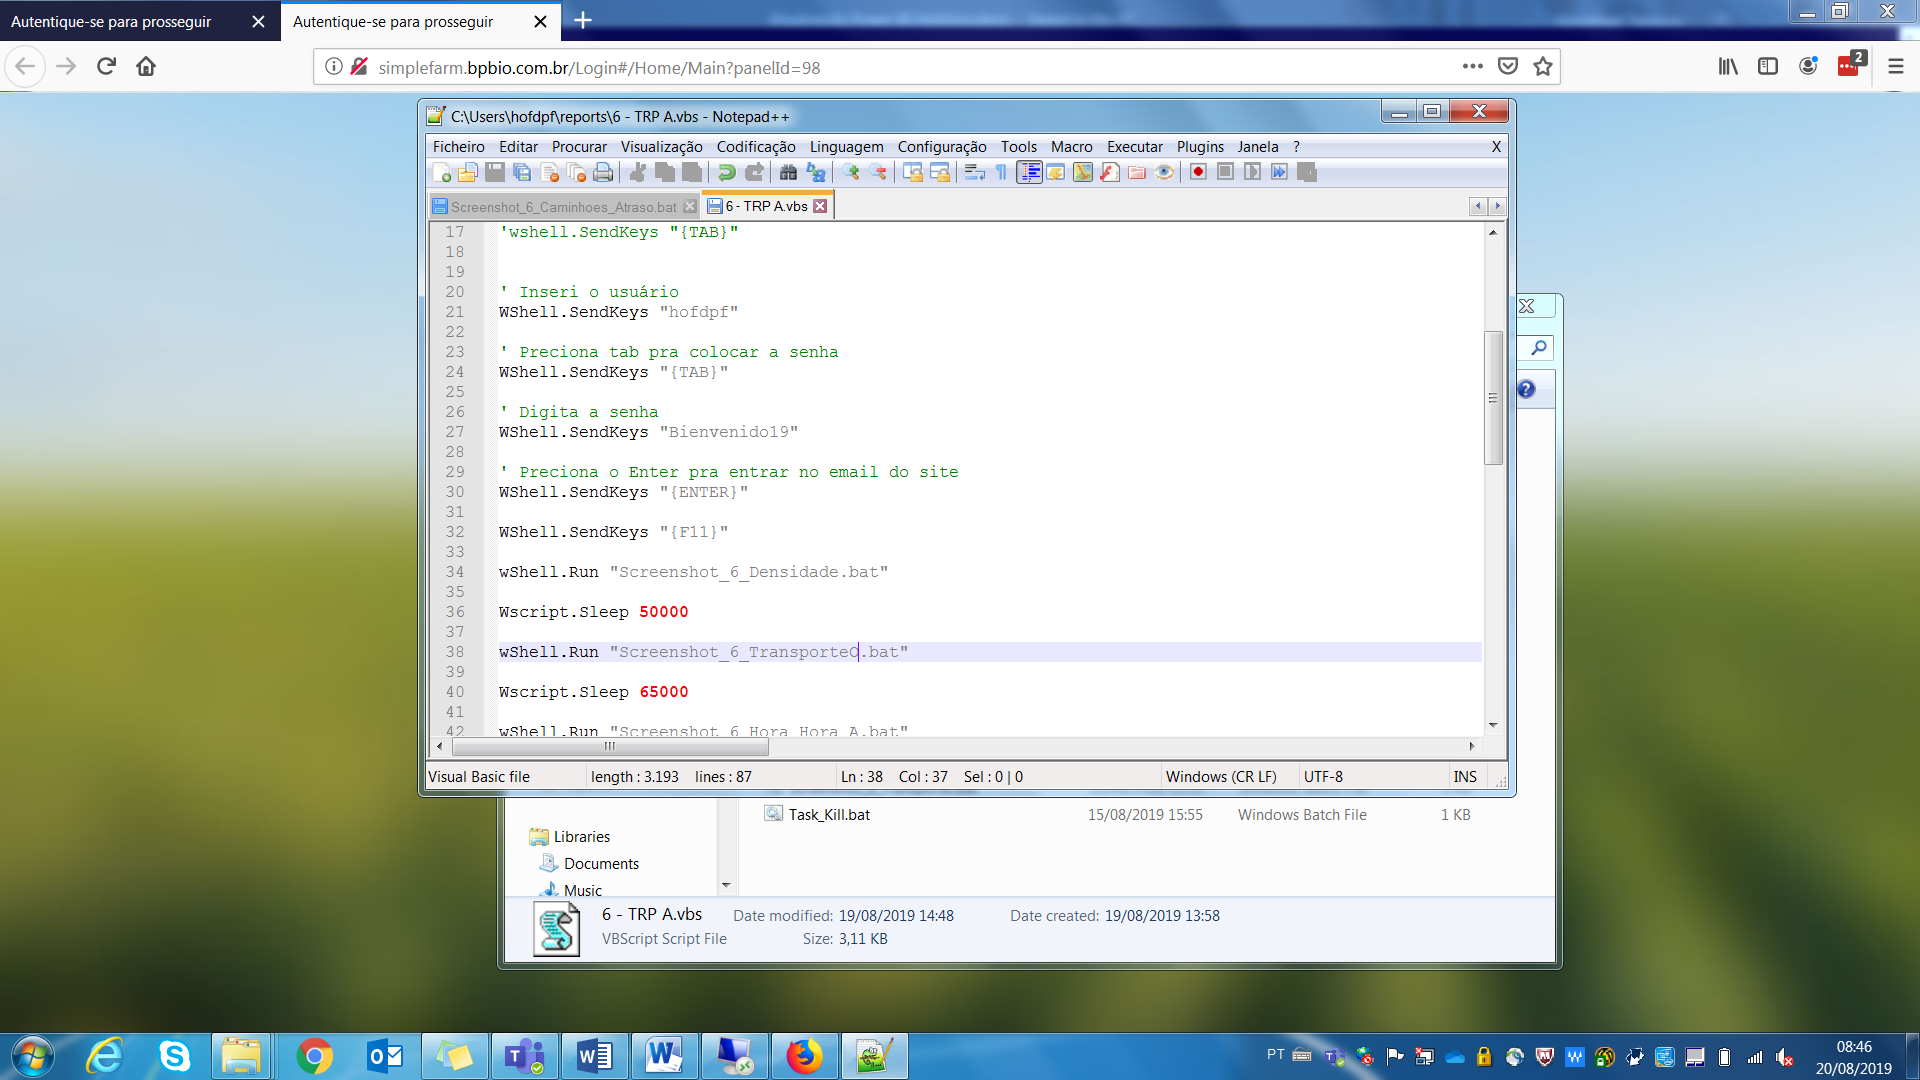 Autentique-se para prosseguir
Autentique-se para prosseguir
simplefarm.bpbio.com.br/Login#/Home/Main?panelId=98
2
C:\Users\hofdpf\reports\6 - TRP A.vbs - Notepad++
Ficheiro Editar Procurar Visualização Codificação Linguagem Configuração Tools Macro Executar Plugins Janela ? X
Screenshot_6_Caminhoes_Atraso.bat
6 - TRP A.vbs
17 'wshell.SendKeys "{TAB}"
18
19
20 ' Inseri o usuário
21 WShell.SendKeys "hofdpf"
22
23 ' Preciona tab pra colocar a senha
24 WShell.SendKeys "{TAB}"
25
26 ' Digita a senha
27 WShell.SendKeys "Bienvenido19"
28
29 ' Preciona o Enter pra entrar no email do site
30 WShell.SendKeys "{ENTER}"
31
32 WShell.SendKeys "{F11}"
33
34 wShell.Run "Screenshot_6_Densidade.bat"
35
36 Wscript.Sleep 50000
37
38 wShell.Run "Screenshot_6_TransporteO.bat"
39
40 Wscript.Sleep 65000
41
42 wShell.Run "Screenshot_6_Hora_Hora_A.bat"
Visual Basic file length : 3.193 lines : 87 Ln : 38 Col : 37 Sel : 0 | 0 Windows (CR LF) UTF-8 INS
Task_Kill.bat 15/08/2019 15:55 Windows Batch File 1 KB
Libraries
Documents
Music
6 - TRP A.vbs Date modified: 19/08/2019 14:48 Date created: 19/08/2019 13:58
VBScript Script File Size: 3,11 KB
PT
08:46
20/08/2019